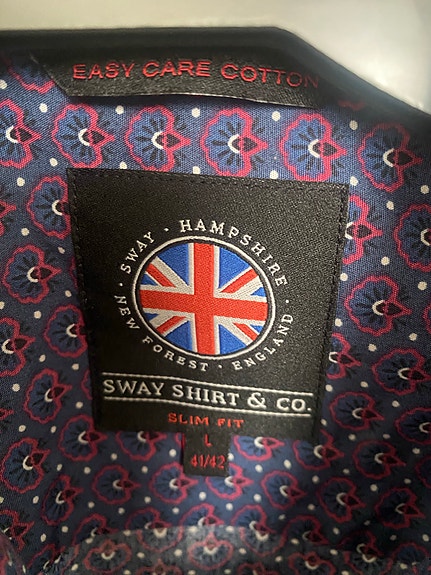 EASY CARE COTTON
SWAY · HAMPSHIRE ·
NEW FOREST · ENGLAND ·
SWAY SHIRT & CO.
SLIM FIT
L
41/42